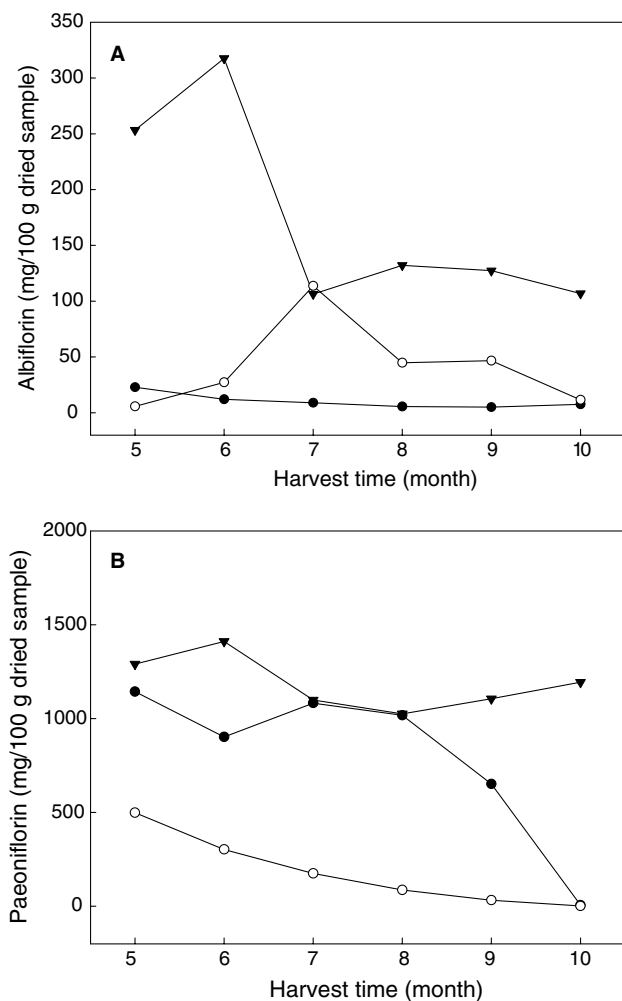 A
350
300
250
200
150
100
50
0
Albiflorin (mg/100 g dried sample)
5 6 7 8 9 10
Harvest time (month)
B
2000
1500
1000
500
0
Paeoniflorin (mg/100 g dried sample)
5 6 7 8 9 10
Harvest time (month)